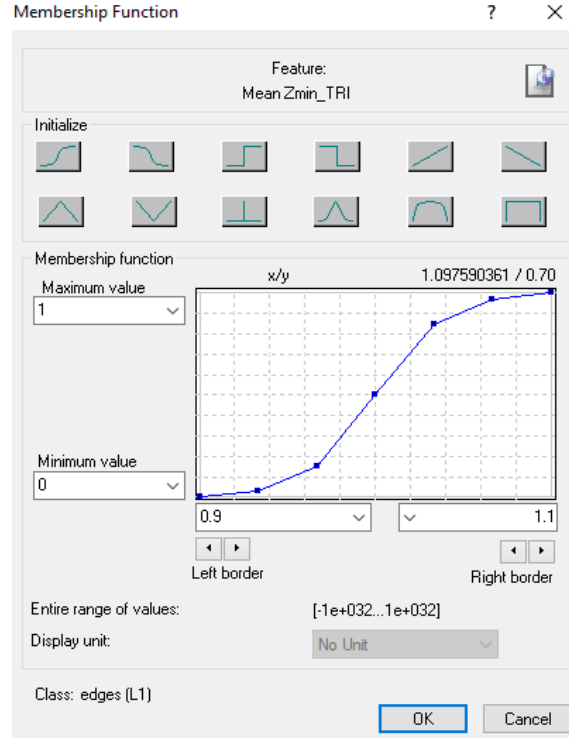 Membership Function ? ×
Feature:
Mean Zmin_TRI
Initialize
Membership function
x/y 1.097590361 / 0.70
Maximum value
1
Minimum value
0
0.9 1.1
Left border Right border
Entire range of values: [-1e+032...1e+032]
Display unit: No Unit
Class: edges (L1)
OK Cancel